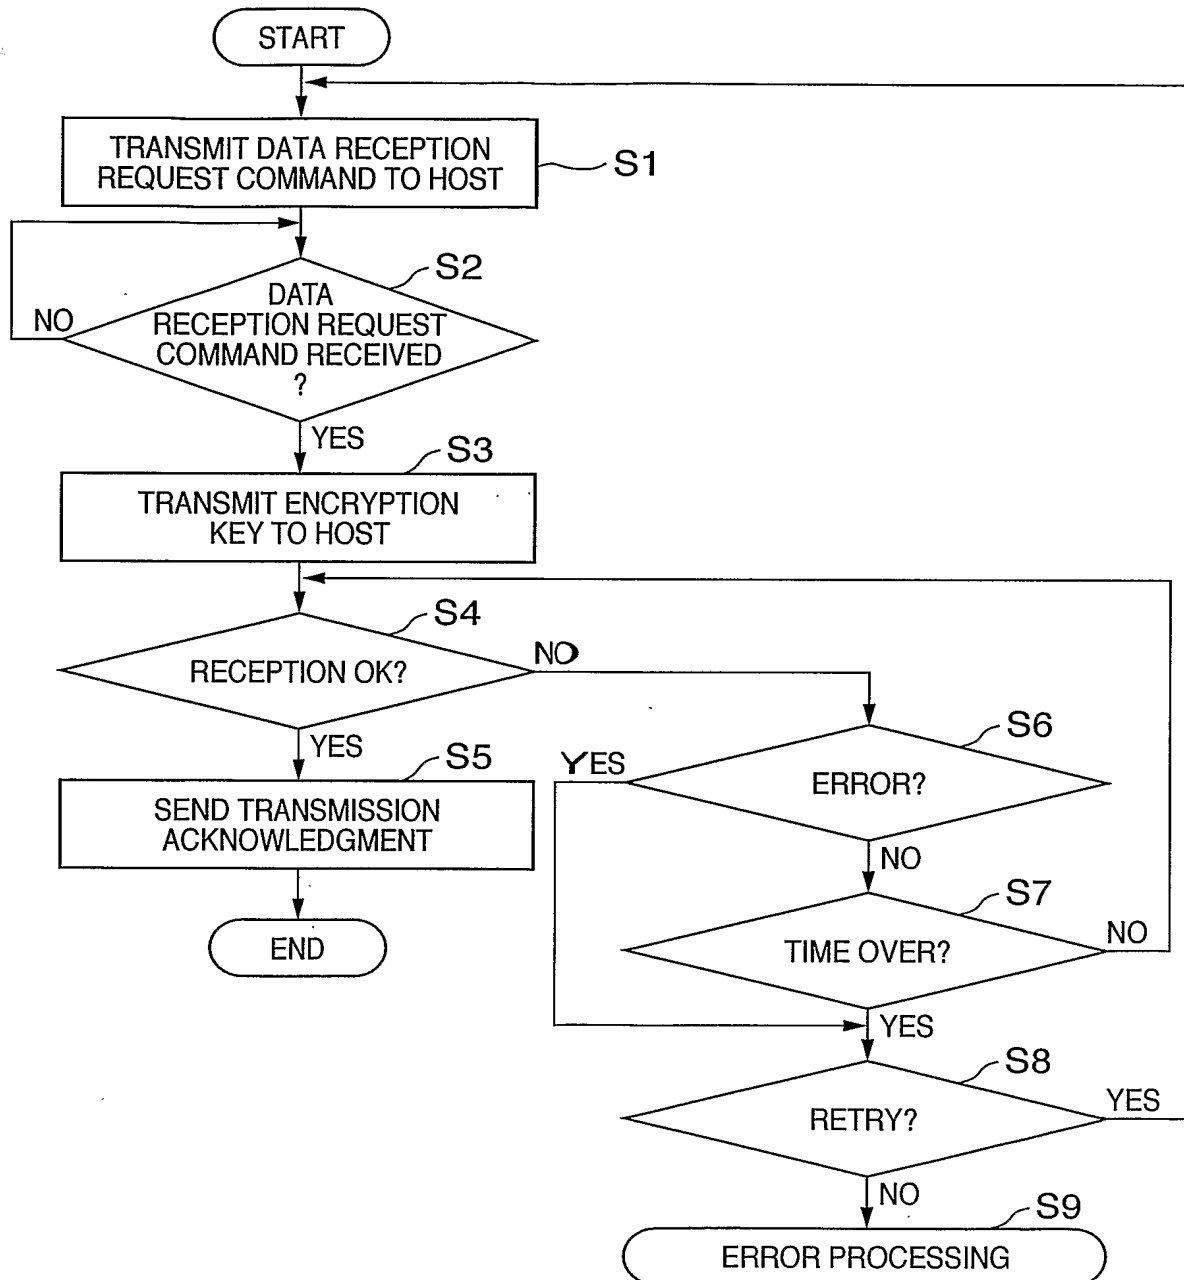 START
TRANSMIT DATA RECEPTION
REQUEST COMMAND TO HOST
S1
S2
DATA
RECEPTION REQUEST
COMMAND RECEIVED
?
NO
YES
S3
TRANSMIT ENCRYPTION
KEY TO HOST
S4
RECEPTION OK?
NO
YES
S5
SEND TRANSMISSION
ACKNOWLEDGMENT
END
S6
ERROR?
YES
NO
S7
TIME OVER?
NO
YES
S8
RETRY?
YES
NO
S9
ERROR PROCESSING